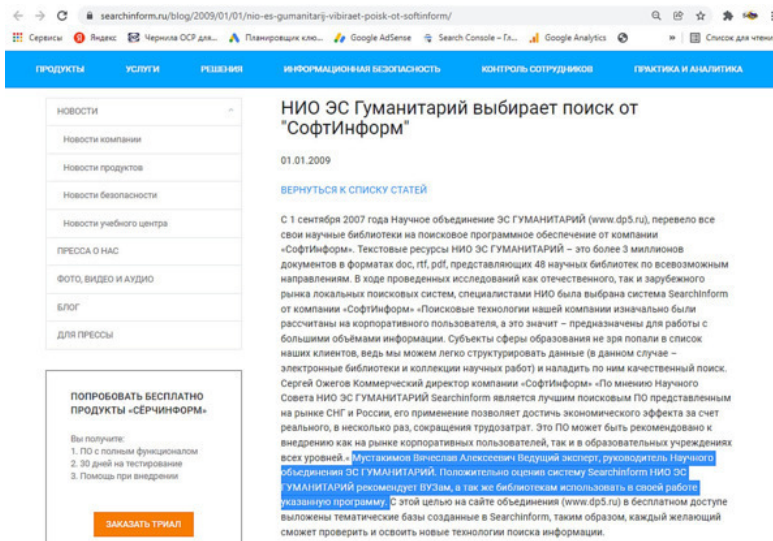 searchinform.ru/blog/2009/01/01/nio-es-gumanitarij-vibiraet-poisk-ot-softinform/
Сервисы Яндекс Чернила OCP для... Планировщик клю... Google AdSense Search Console – Гл... Google Analytics » Список для чтения
ПРОДУКТЫ УСЛУГИ РЕШЕНИЯ ИНФОРМАЦИОННАЯ БЕЗОПАСНОСТЬ КОНТРОЛЬ СОТРУДНИКОВ ПРАКТИКА И АНАЛИТИКА
НОВОСТИ
Новости компании
Новости продуктов
Новости безопасности
Новости учебного центра
ПРЕССА О НАС
ФОТО, ВИДЕО И АУДИО
БЛОГ
ДЛЯ ПРЕССЫ
ПОПРОБОВАТЬ БЕСПЛАТНО
ПРОДУКТЫ «СЁРЧИНФОРМ»
Вы получите:
1. ПО с полным функционалом
2. 30 дней на тестирование
3. Помощь при внедрении
ЗАКАЗАТЬ ТРИАЛ
НИО ЭС Гуманитарий выбирает поиск от
"СофтИнформ"
01.01.2009
ВЕРНУТЬСЯ К СПИСКУ СТАТЕЙ
С 1 сентября 2007 года Научное объединение ЭС ГУМАНИТАРИЙ (www.dp5.ru), перевело все
свои научные библиотеки на поисковое программное обеспечение от компании
«СофтИнформ». Текстовые ресурсы НИО ЭС ГУМАНИТАРИЙ – это более 3 миллионов
документов в форматах doc, rtf, pdf, представляющих 48 научных библиотек по всевозможным
направлениям. В ходе проведенных исследований как отечественного, так и зарубежного
рынка локальных поисковых систем, специалистами НИО была выбрана система SearchInform
от компании «СофтИнформ» «Поисковые технологии нашей компании изначально были
рассчитаны на корпоративного пользователя, а это значит – предназначены для работы с
большими объёмами информации. Субъекты сферы образования не зря попали в список
наших клиентов, ведь мы можем легко структурировать данные (в данном случае –
электронные библиотеки и коллекции научных работ) и наладить по ним качественный поиск.
Сергей Ожегов Коммерческий директор компании «СофтИнформ» «По мнению Научного
Совета НИО ЭС ГУМАНИТАРИЙ Searchinform является лучшим поисковым ПО представленным
на рынке СНГ и России, его применение позволяет достичь экономического эффекта за счет
реального, в несколько раз, сокращения трудозатрат. Это ПО может быть рекомендовано к
внедрению как на рынке корпоративных пользователей, так и в образовательных учреждениях
всех уровней.« Мустакимов Вячеслав Алексеевич Ведущий эксперт, руководитель Научного
объединения ЭС ГУМАНИТАРИЙ. Положительно оценив систему Searchinform НИО ЭС
ГУМАНИТАРИЙ рекомендует ВУЗам, а так же библиотекам использовать в своей работе
указанную программу. С этой целью на сайте объединения (www.dp5.ru) в бесплатном доступе
выложены тематические базы созданные в Searchinform, таким образом, каждый желающий
сможет проверить и освоить новые технологии поиска информации.